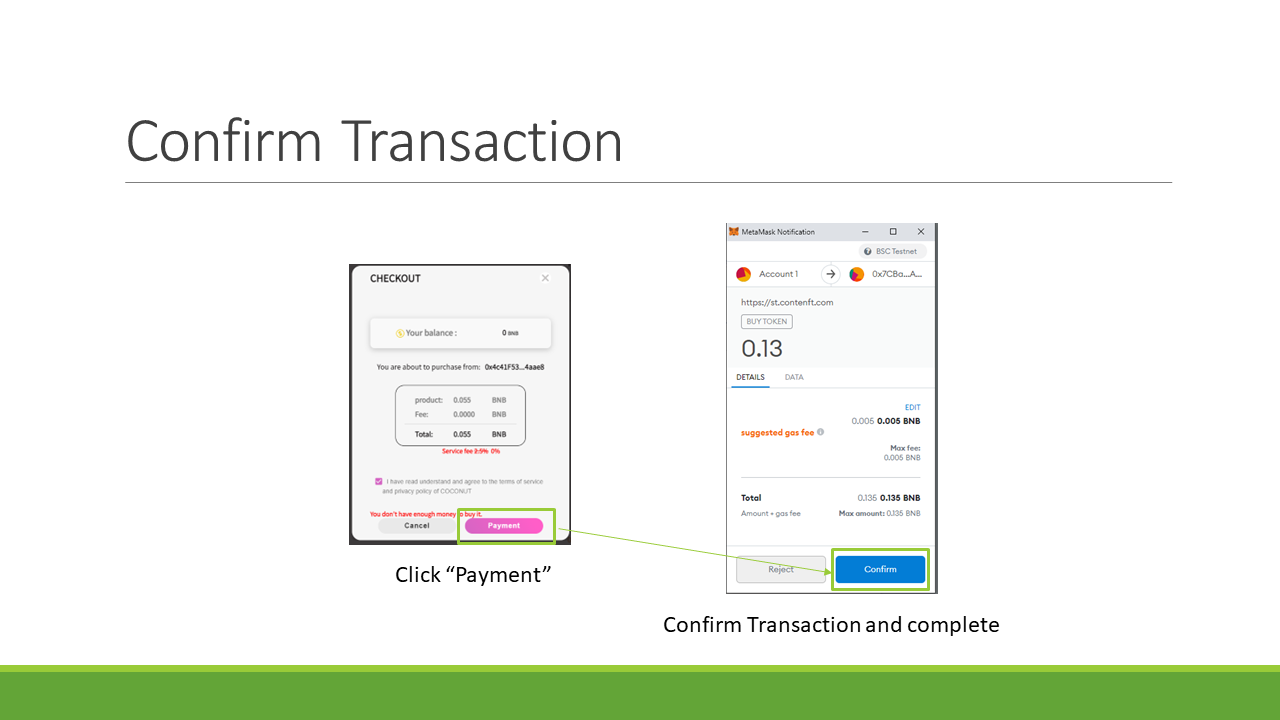 Confirm Transaction
CHECKOUT
Your balance : 0 BNB
You are about to purchase from: 0x4c41F53...4aae8
product: 0.055 BNB
Fee: 0.0000 BNB
Total: 0.055 BNB
Service fee 2.5% 0%
I have read understand and agree to the terms of service
and privacy policy of COCONUT
You don't have enough money to buy it.
Cancel Payment
Click “Payment”
MetaMask Notification
BSC Testnet
Account 1 0x7CBa...A...
https://st.contenft.com
BUY TOKEN
0.13
DETAILS DATA
EDIT
0.005 0.005 BNB
suggested gas fee
Max fee:
0.005 BNB
Total 0.135 0.135 BNB
Amount + gas fee Max amount: 0.135 BNB
Reject Confirm
Confirm Transaction and complete